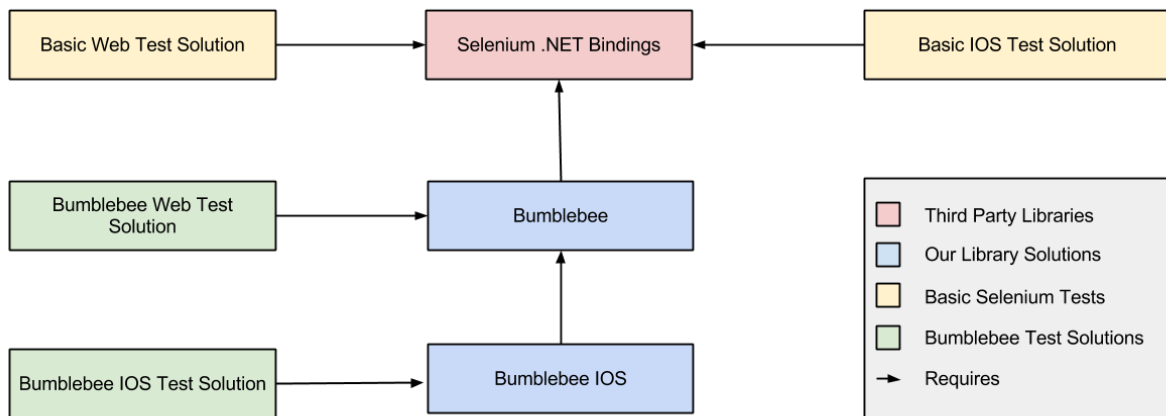 Basic Web Test Solution
Selenium .NET Bindings
Basic IOS Test Solution
Bumblebee Web Test
Solution
Bumblebee
Bumblebee IOS Test Solution
Bumblebee IOS
Third Party Libraries
Our Library Solutions
Basic Selenium Tests
Bumblebee Test Solutions
Requires